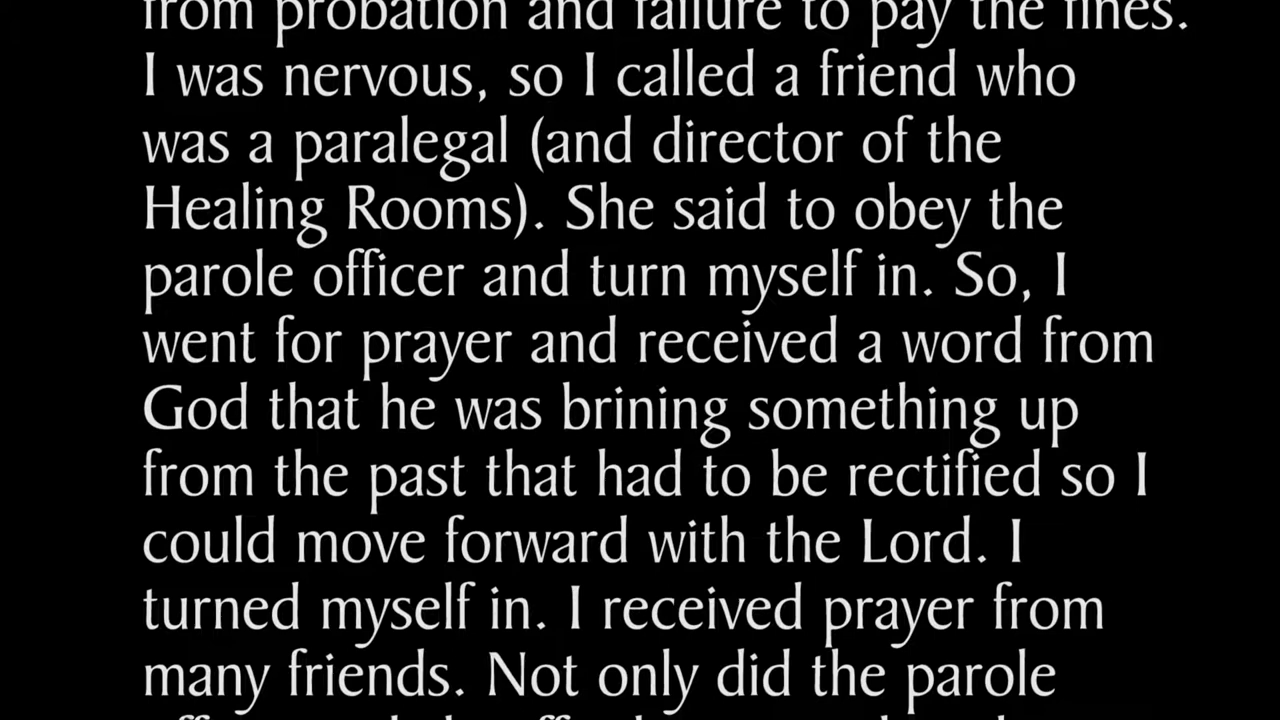 from probation and failure to pay the fines.
I was nervous, so I called a friend who
was a paralegal (and director of the
Healing Rooms). She said to obey the
parole officer and turn myself in. So, I
went for prayer and received a word from
God that he was brining something up
from the past that had to be rectified so I
could move forward with the Lord. I
turned myself in. I received prayer from
many friends. Not only did the parole